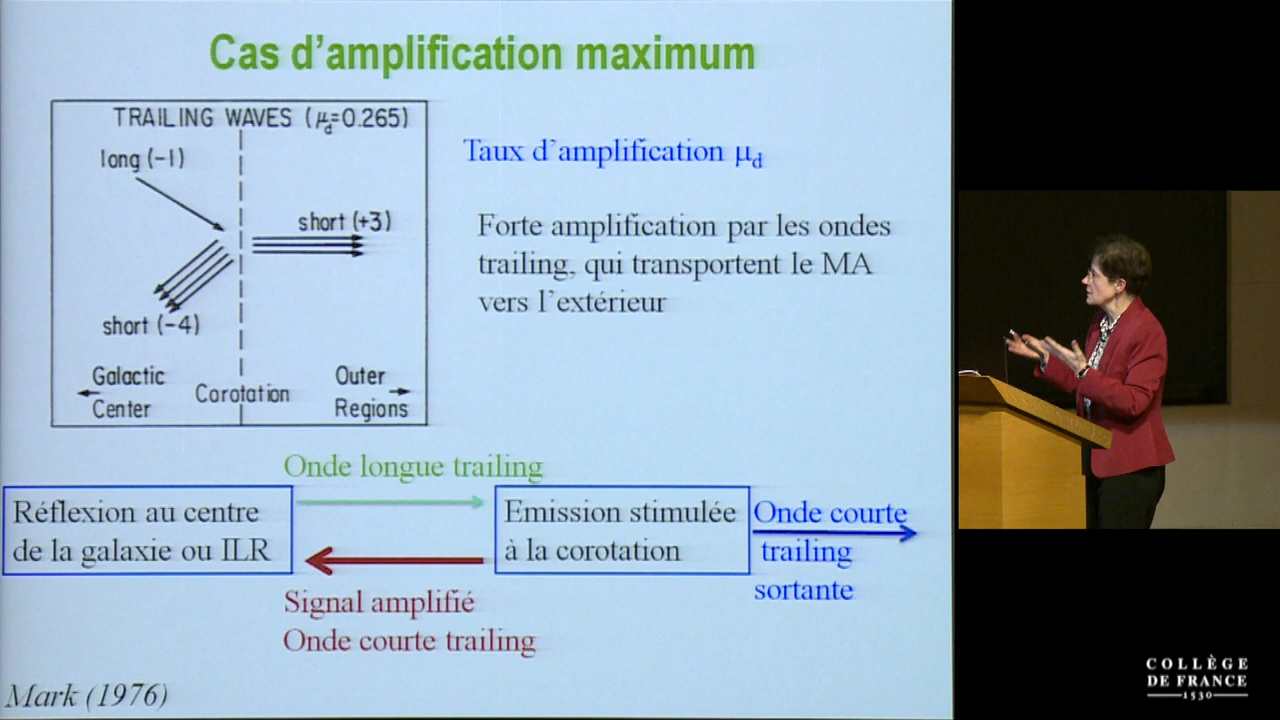 Cas d'amplification maximum
TRAILING WAVES (μd=0.265)
long (-1)
short (+3)
short (-4)
Galactic
Center
Corotation
Outer
Regions
Taux d'amplification μd
Forte amplification par les ondes
trailing, qui transportent le MA
vers l'extérieur
Onde longue trailing
Réflexion au centre
de la galaxie ou ILR
Emission stimulée
à la corotation
Onde courte
trailing
sortante
Signal amplifié
Onde courte trailing
Mark (1976)
COLLÈGE
DE FRANCE
1530